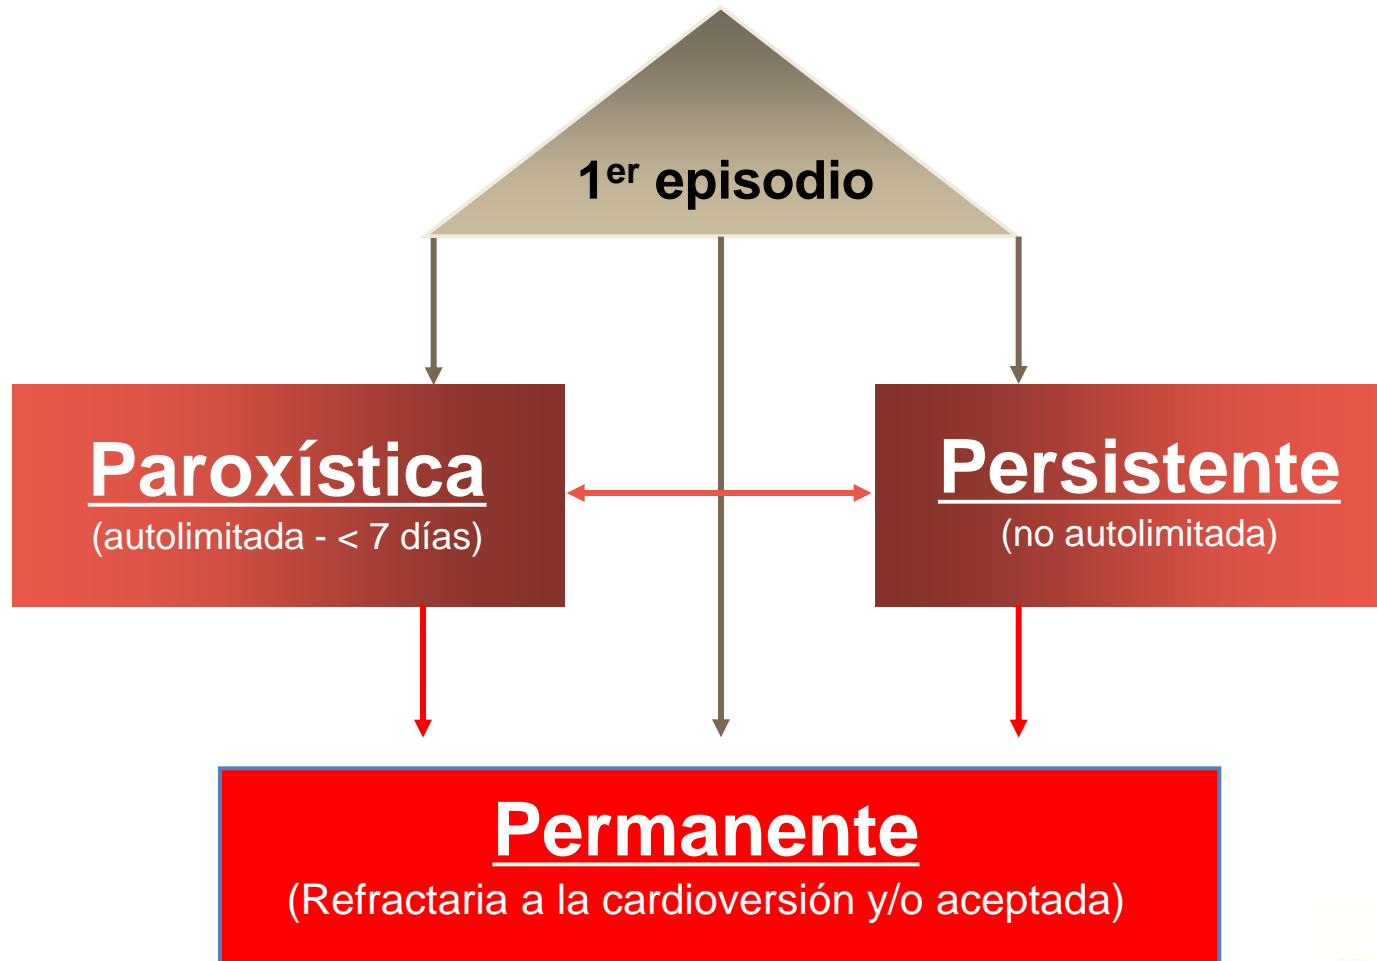 1er episodio
Paroxística
(autolimitada - < 7 días)
Persistente
(no autolimitada)
Permanente
(Refractaria a la cardioversión y/o aceptada)